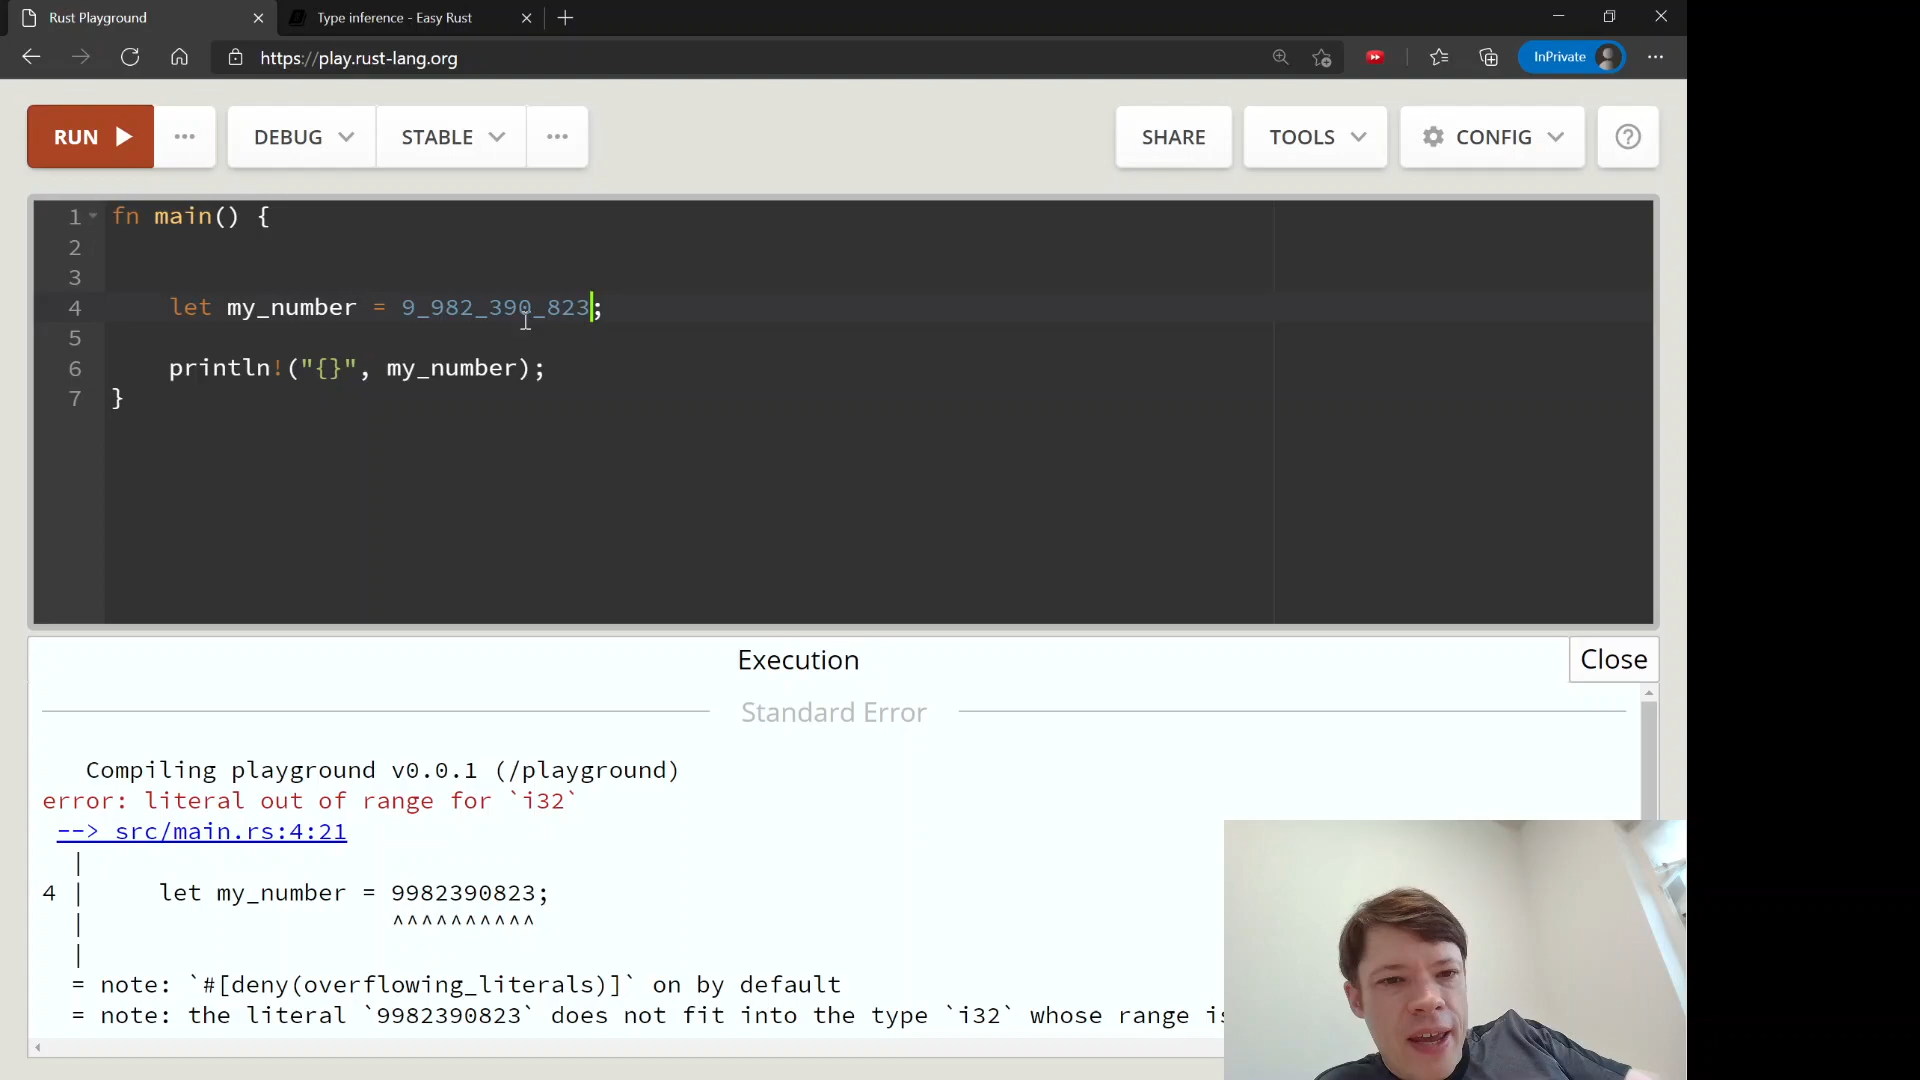 Rust Playground
Type inference - Easy Rust
https://play.rust-lang.org
InPrivate
RUN
DEBUG
STABLE
SHARE
TOOLS
CONFIG
1 fn main() {
2
3
4 let my_number = 9_982_390_823;
5
6 println!("{}", my_number);
7 }
Execution
Close
Standard Error
Compiling playground v0.0.1 (/playground)
error: literal out of range for `i32`
--> src/main.rs:4:21
|
4 | let my_number = 9982390823;
| ^^^^^^^^^^
|
= note: `#[deny(overflowing_literals)]` on by default
= note: the literal `9982390823` does not fit into the type `i32` whose range is